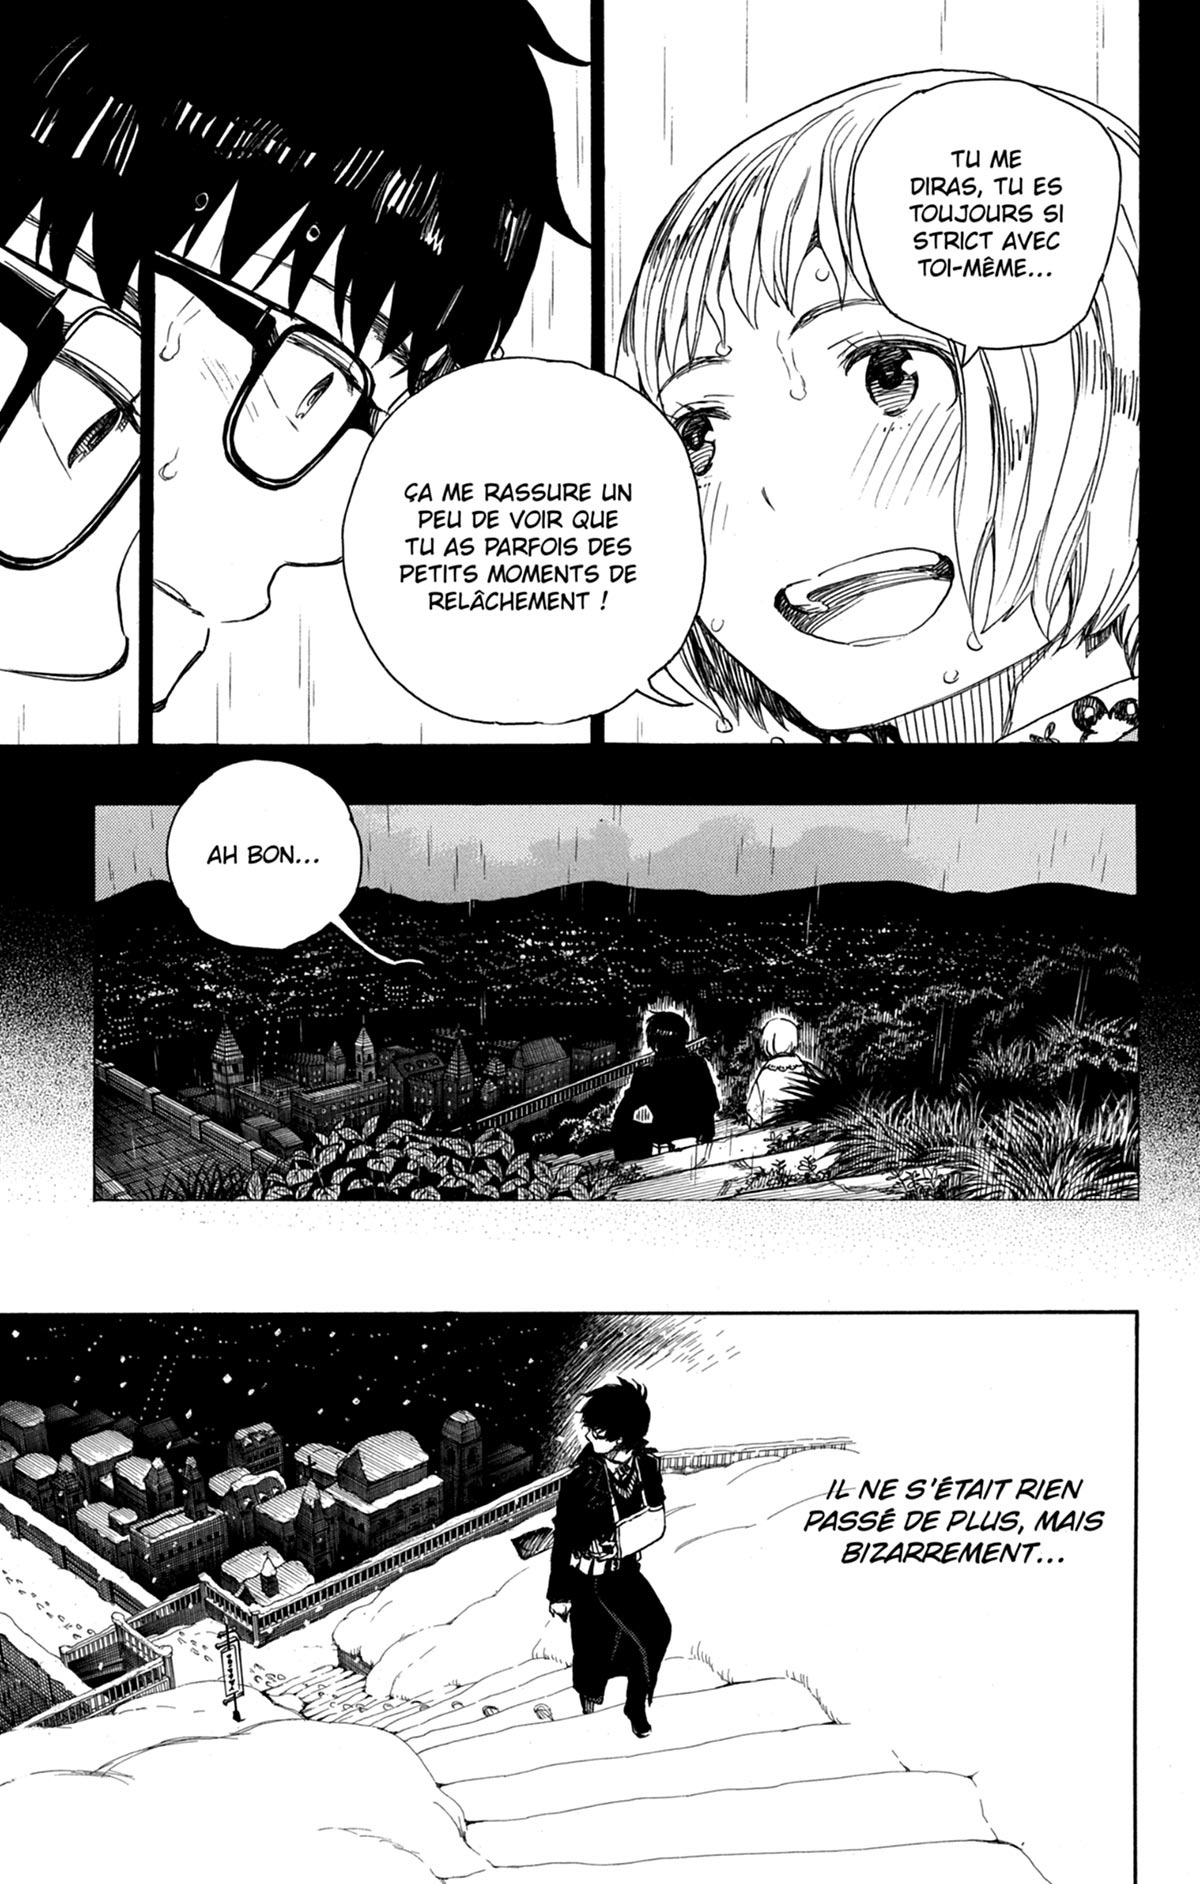 TU ME
DIRAS, TU ES
TOUJOURS SI
STRICT AVEC
TOI-MÊME...
ÇA ME RASSURE UN
PEU DE VOIR QUE
TU AS PARFOIS DES
PETITS MOMENTS DE
RELÂCHEMENT !
AH BON...
IL NE S'ÉTAIT RIEN
PASSÉ DE PLUS, MAIS
BIZARREMENT...